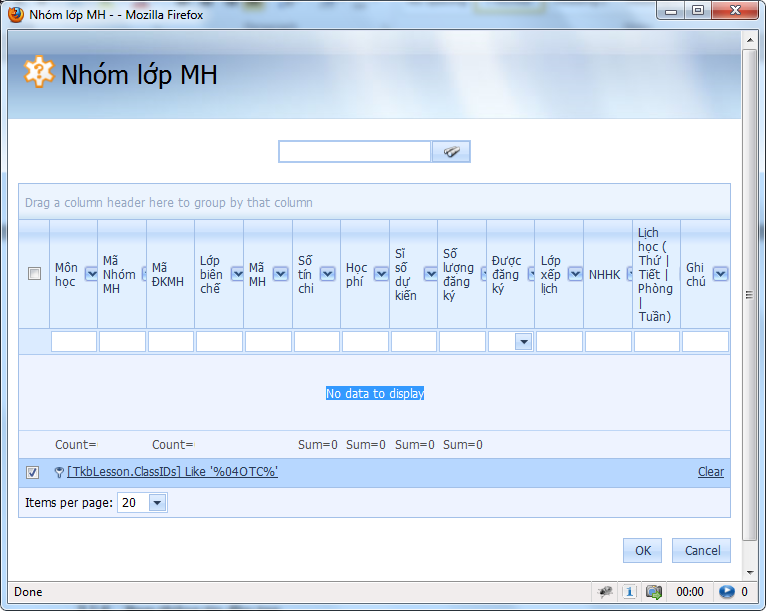 Nhóm lớp MH - - Mozilla Firefox
Nhóm lớp MH
Drag a column header here to group by that column
Môn học
Mã Nhóm MH
Mã ĐKMH
Lớp biên chế
Mã MH
Số tín chi
Học phí
Sĩ số dự kiến
Số lượng đăng ký
Được đăng ký
Lớp xếp lịch
NHHK
Lịch học ( Thứ | Tiết | Phòng | Tuần)
Ghi chú
No data to display
Count= Count= Sum=0 Sum=0 Sum=0 Sum=0
[TkbLesson.ClassIDs] Like '%04OTC%' Clear
Items per page: 20
OK Cancel
Done 00:00 0